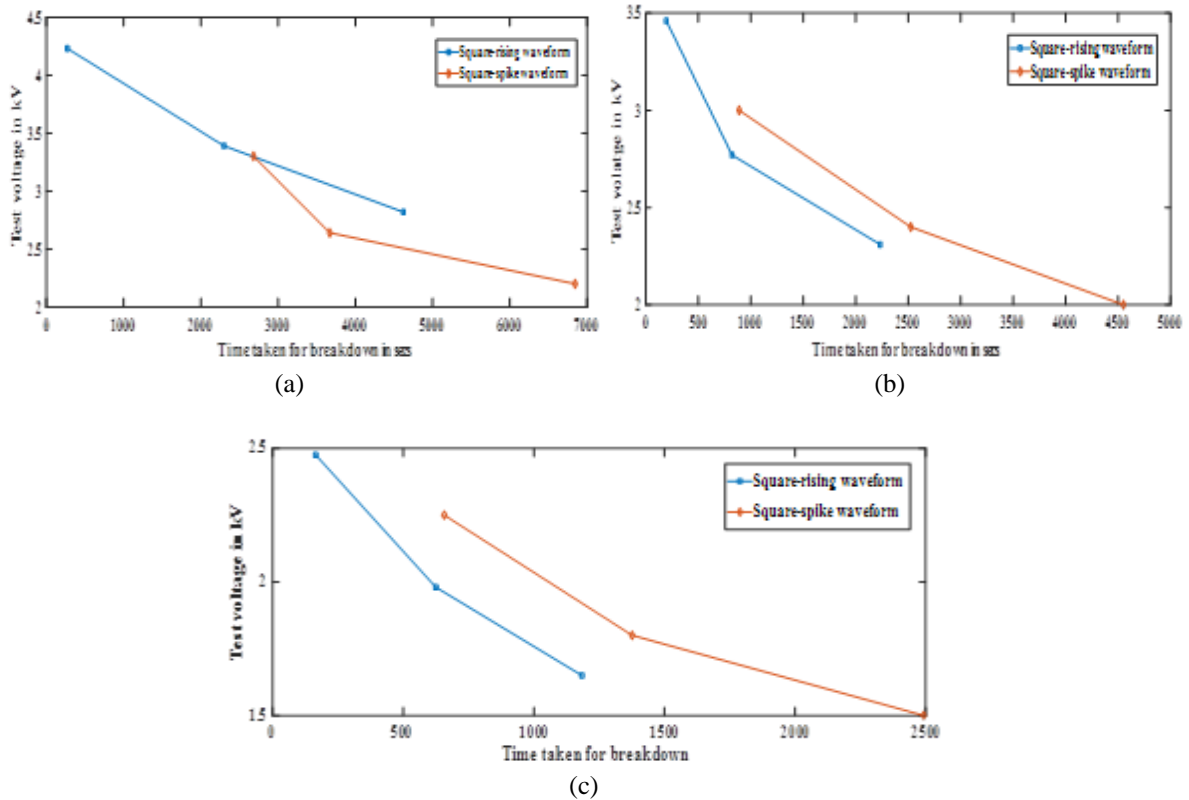 4.5
4
3.5
3
2.5
2
Test voltage in kV
Square-rising waveform
Square-spike waveform
0 1000 2000 3000 4000 5000 6000 7000
Time taken for breakdown in secs
(a)
3.5
3
2.5
2
Test volatge in kV
Square-rising waveform
Square-spike waveform
0 500 1000 1500 2000 2500 3000 3500 4000 4500 5000
Time taken for breakdown in secs
(b)
2.5
2
1.5
Test voltage in kV
Square-rising waveform
Square-spike waveform
0 500 1000 1500 2000 2500
Time taken for breakdown
(c)